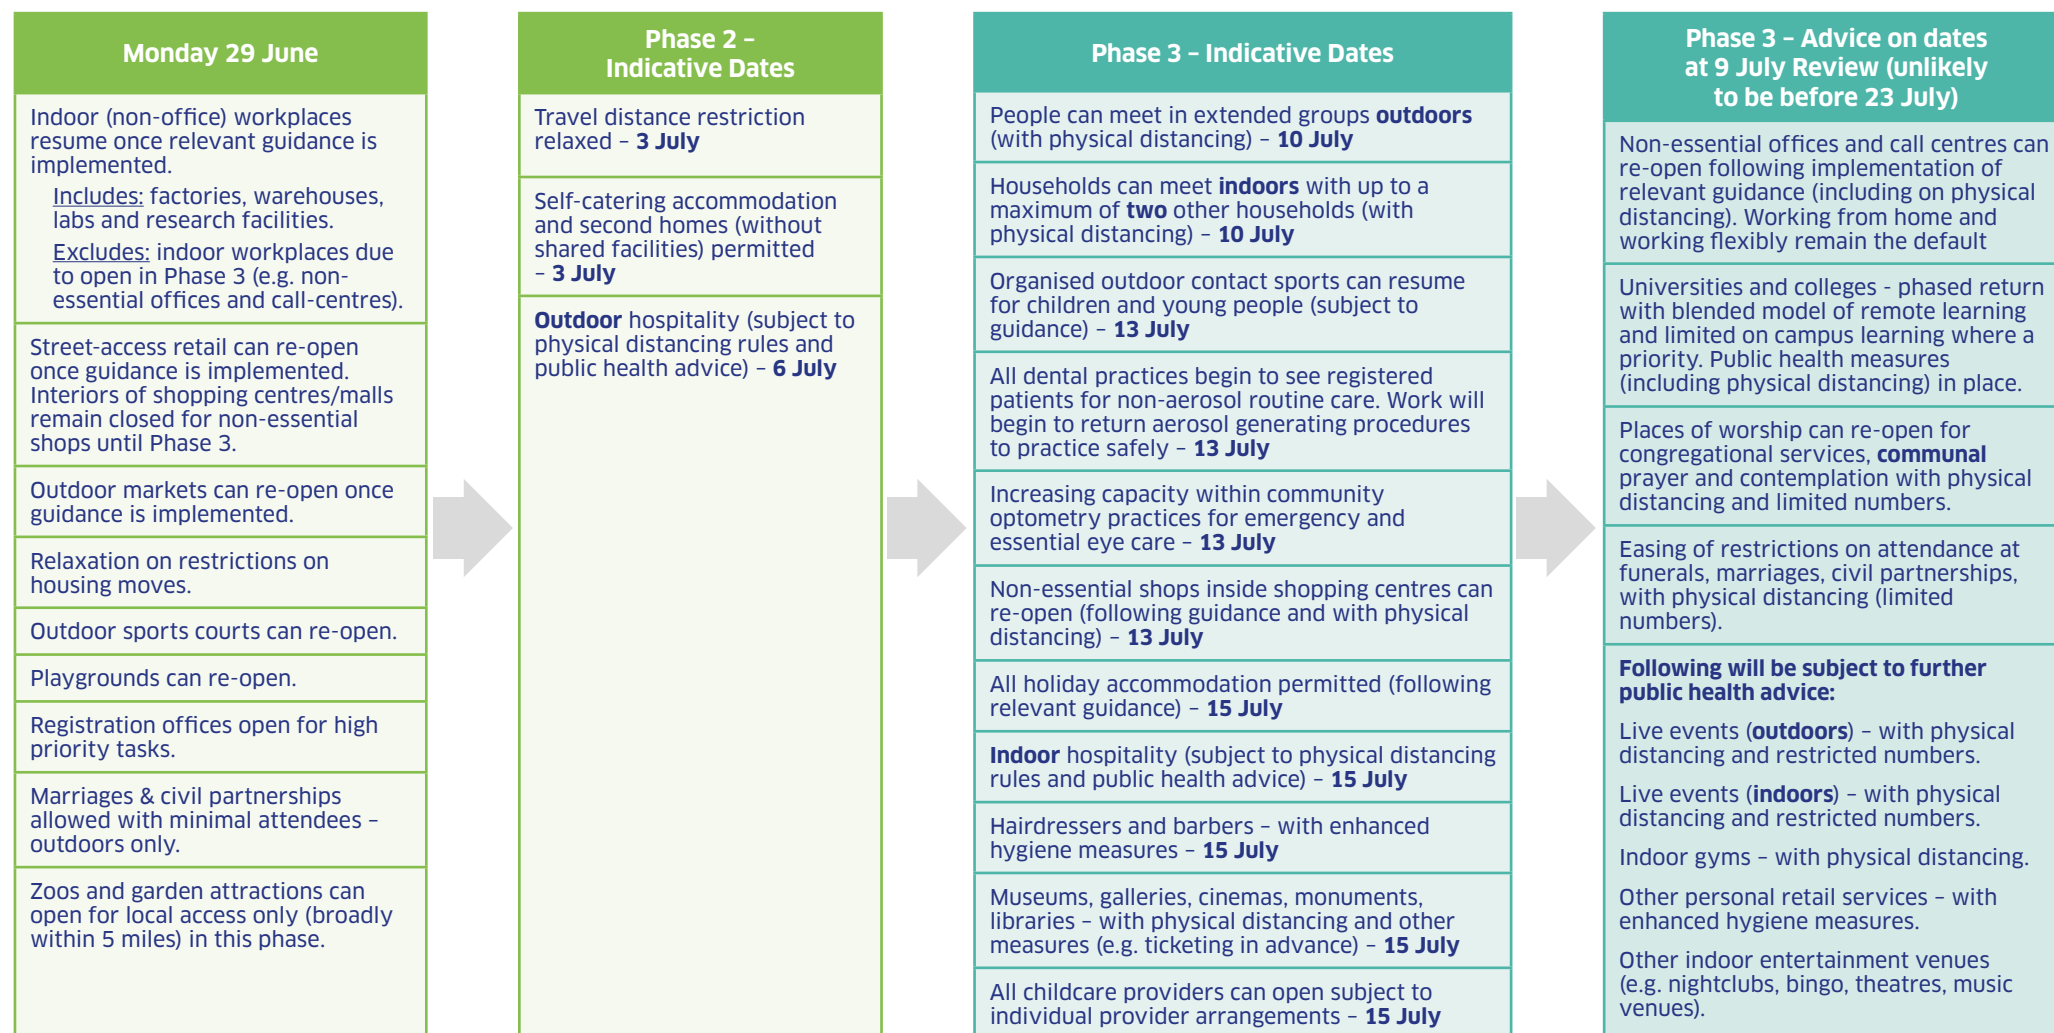 Monday 29 June
Indoor (non-office) workplaces
resume once relevant guidance is
implemented.
Includes: factories, warehouses,
labs and research facilities.
Excludes: indoor workplaces due
to open in Phase 3 (e.g. non-
essential offices and call-centres).
Street-access retail can re-open
once guidance is implemented.
Interiors of shopping centres/malls
remain closed for non-essential
shops until Phase 3.
Outdoor markets can re-open once
guidance is implemented.
Relaxation on restrictions on
housing moves.
Outdoor sports courts can re-open.
Playgrounds can re-open.
Registration offices open for high
priority tasks.
Marriages & civil partnerships
allowed with minimal attendees –
outdoors only.
Zoos and garden attractions can
open for local access only (broadly
within 5 miles) in this phase.
Phase 2 –
Indicative Dates
Travel distance restriction
relaxed – 3 July
Self-catering accommodation
and second homes (without
shared facilities) permitted
– 3 July
Outdoor hospitality (subject to
physical distancing rules and
public health advice) – 6 July
Phase 3 – Indicative Dates
People can meet in extended groups outdoors
(with physical distancing) – 10 July
Households can meet indoors with up to a
maximum of two other households (with
physical distancing) – 10 July
Organised outdoor contact sports can resume
for children and young people (subject to
guidance) – 13 July
All dental practices begin to see registered
patients for non-aerosol routine care. Work will
begin to return aerosol generating procedures
to practice safely – 13 July
Increasing capacity within community
optometry practices for emergency and
essential eye care – 13 July
Non-essential shops inside shopping centres can
re-open (following guidance and with physical
distancing) – 13 July
All holiday accommodation permitted (following
relevant guidance) – 15 July
Indoor hospitality (subject to physical distancing
rules and public health advice) – 15 July
Hairdressers and barbers – with enhanced
hygiene measures – 15 July
Museums, galleries, cinemas, monuments,
libraries – with physical distancing and other
measures (e.g. ticketing in advance) – 15 July
All childcare providers can open subject to
individual provider arrangements – 15 July
Phase 3 – Advice on dates
at 9 July Review (unlikely
to be before 23 July)
Non-essential offices and call centres can
re-open following implementation of
relevant guidance (including on physical
distancing). Working from home and
working flexibly remain the default
Universities and colleges - phased return
with blended model of remote learning
and limited on campus learning where a
priority. Public health measures
(including physical distancing) in place.
Places of worship can re-open for
congregational services, communal
prayer and contemplation with physical
distancing and limited numbers.
Easing of restrictions on attendance at
funerals, marriages, civil partnerships,
with physical distancing (limited
numbers).
Following will be subject to further
public health advice:
Live events (outdoors) – with physical
distancing and restricted numbers.
Live events (indoors) – with physical
distancing and restricted numbers.
Indoor gyms – with physical distancing.
Other personal retail services – with
enhanced hygiene measures.
Other indoor entertainment venues
(e.g. nightclubs, bingo, theatres, music
venues).